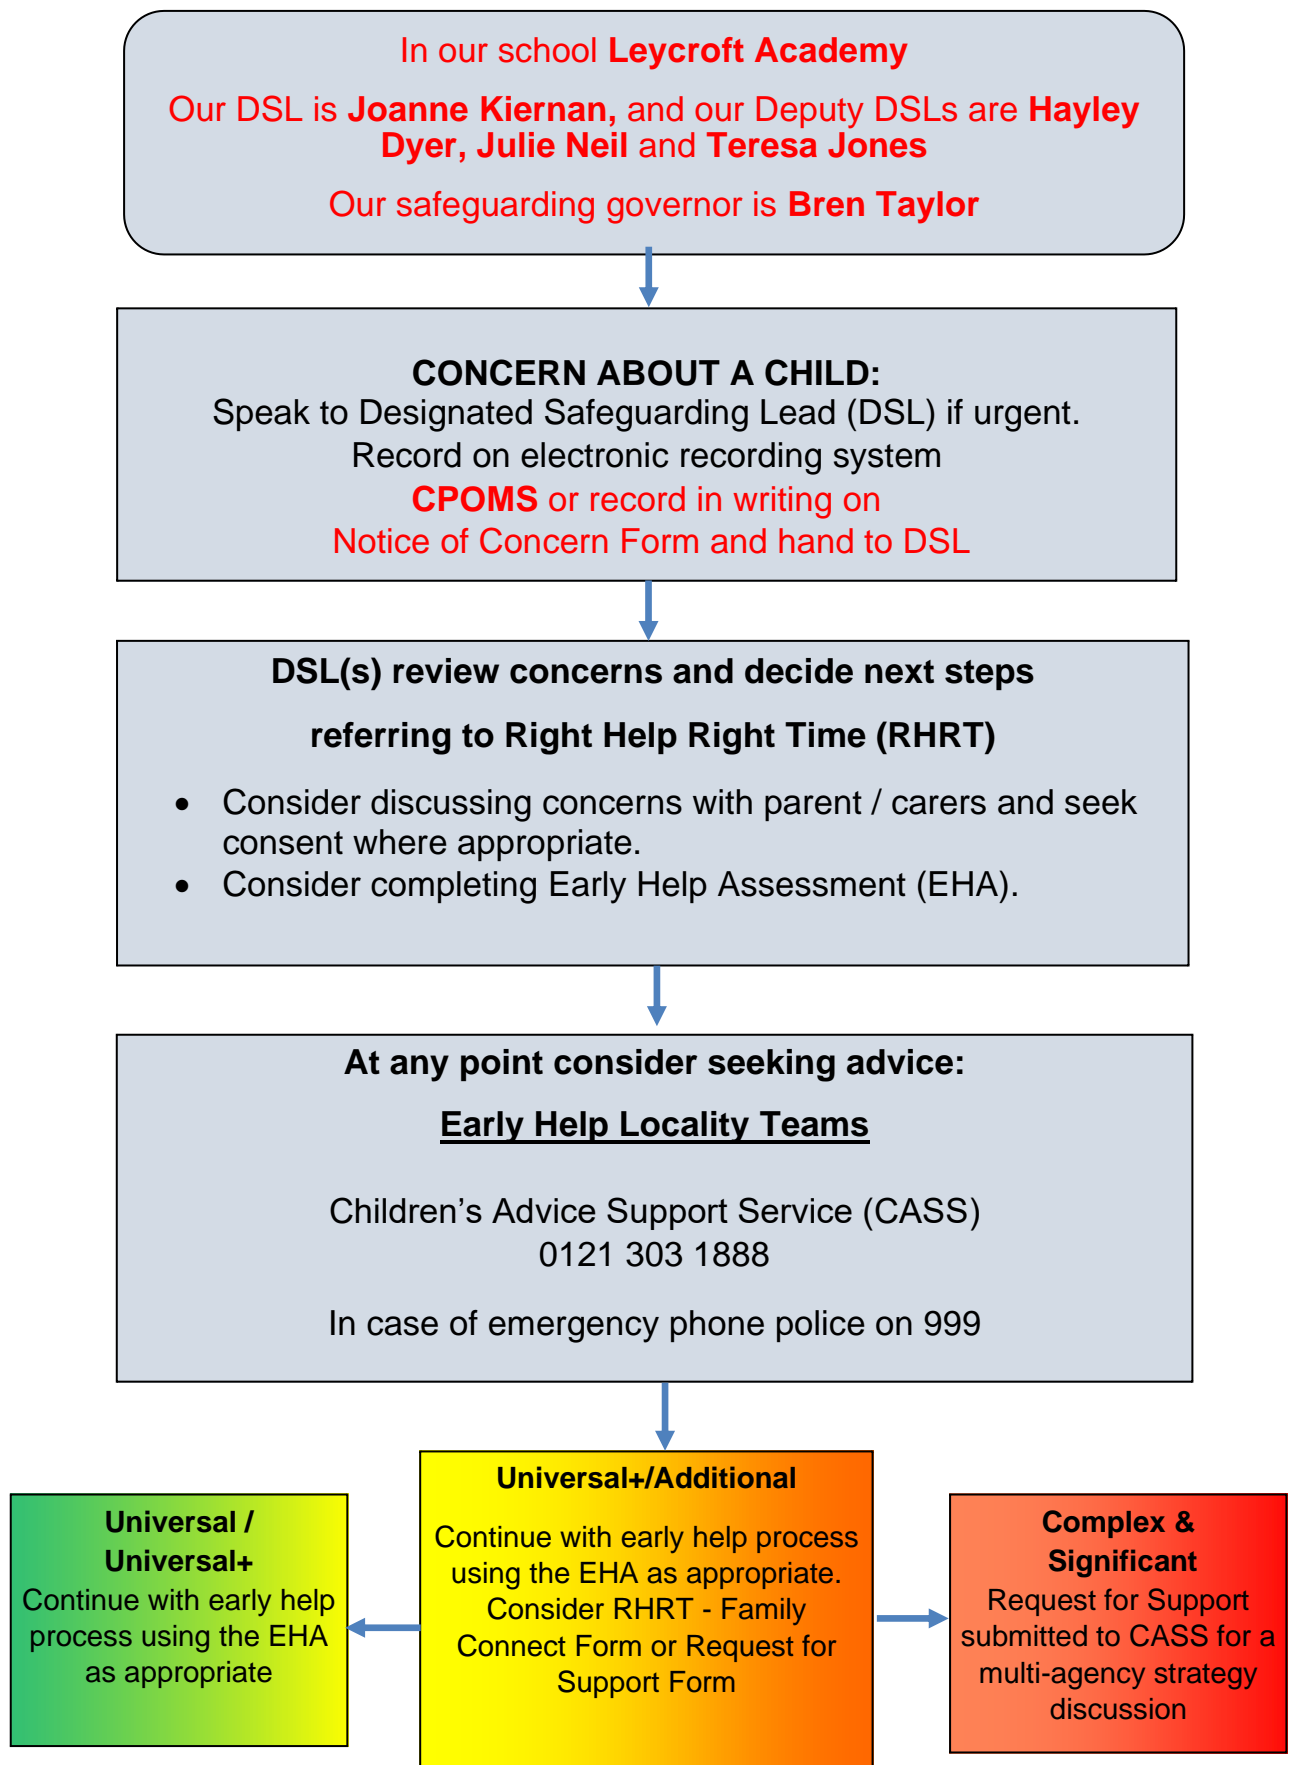 In our school Leycroft Academy
Our DSL is Joanne Kiernan, and our Deputy DSLs are Hayley
Dyer, Julie Neil and Teresa Jones
Our safeguarding governor is Bren Taylor
CONCERN ABOUT A CHILD:
Speak to Designated Safeguarding Lead (DSL) if urgent.
Record on electronic recording system
CPOMS or record in writing on
Notice of Concern Form and hand to DSL
DSL(s) review concerns and decide next steps
referring to Right Help Right Time (RHRT)
• Consider discussing concerns with parent / carers and seek
consent where appropriate.
• Consider completing Early Help Assessment (EHA).
At any point consider seeking advice:
Early Help Locality Teams
Children’s Advice Support Service (CASS)
0121 303 1888
In case of emergency phone police on 999
Universal /
Universal+
Continue with early help
process using the EHA
as appropriate
Universal+/Additional
Continue with early help process
using the EHA as appropriate.
Consider RHRT - Family
Connect Form or Request for
Support Form
Complex &
Significant
Request for Support
submitted to CASS for a
multi-agency strategy
discussion